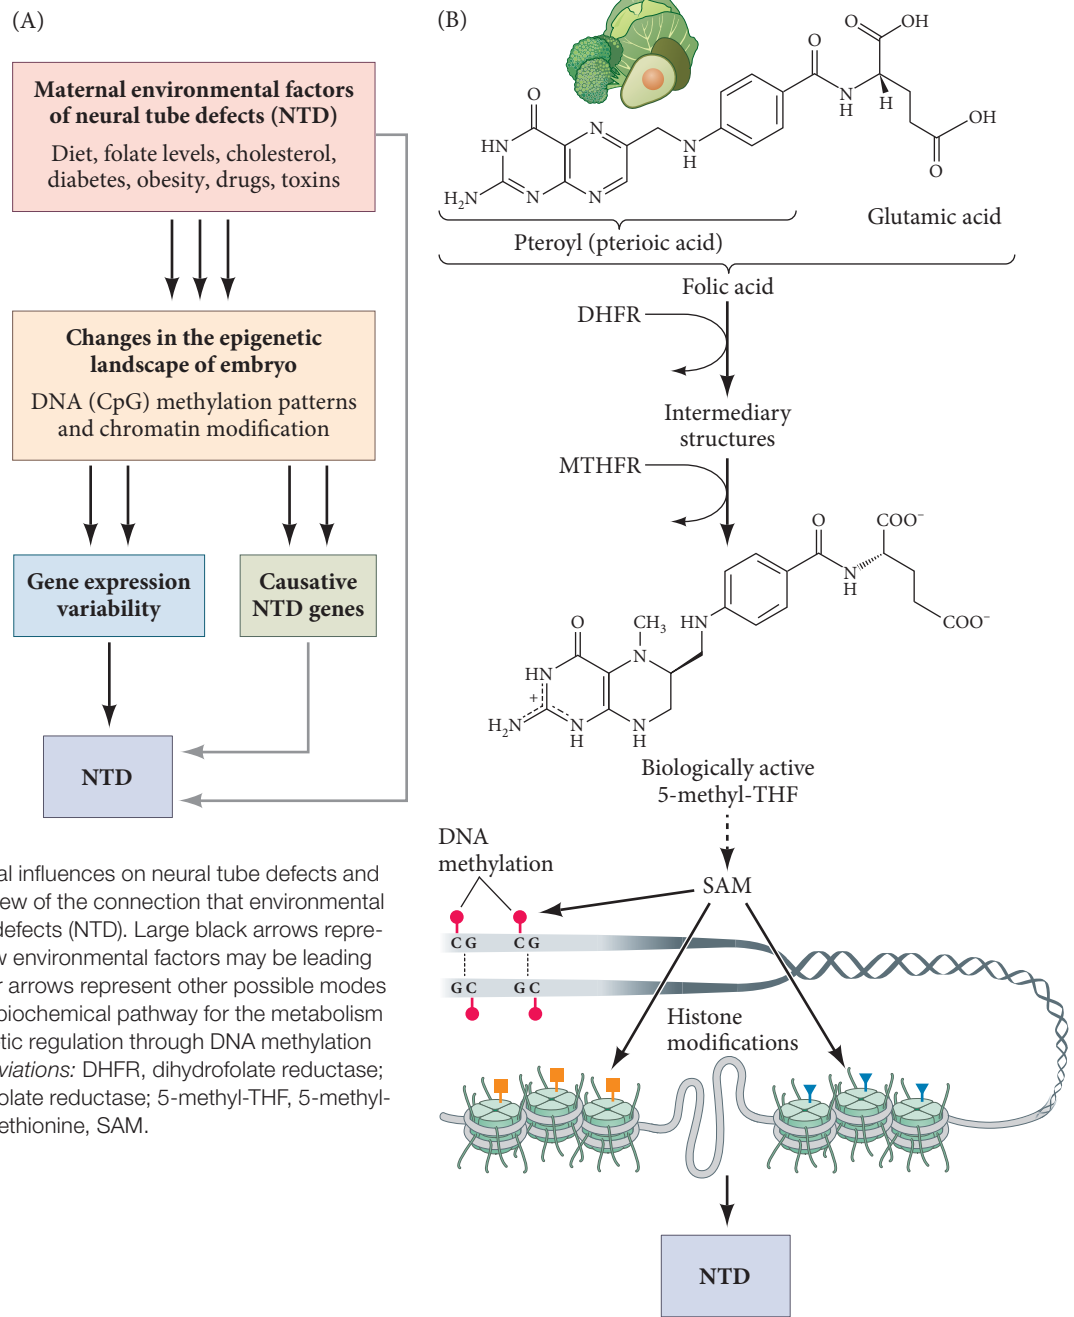 (A)
Maternal environmental factors
of neural tube defects (NTD)
Diet, folate levels, cholesterol,
diabetes, obesity, drugs, toxins
Changes in the epigenetic
landscape of embryo
DNA (CpG) methylation patterns
and chromatin modification
Gene expression
variability
Causative
NTD genes
NTD
al influences on neural tube defects and
ew of the connection that environmental
defects (NTD). Large black arrows repre-
w environmental factors may be leading
r arrows represent other possible modes
biochemical pathway for the metabolism
tic regulation through DNA methylation
viations: DHFR, dihydrofolate reductase;
olate reductase; 5-methyl-THF, 5-methyl-
ethionine, SAM.
(B)
O
OH
O
N
H
H
OH
O
O
HN
N
N
H
H₂N
N
N
Glutamic acid
Pteroyl (pterioic acid)
Folic acid
DHFR
Intermediary
structures
MTHFR
O
COO⁻
N
H
COO⁻
O
CH₃
HN
N
HN
+
H₂N
N
H
N
H
Biologically active
5-methyl-THF
DNA
methylation
SAM
C G C G
G C G C
Histone
modifications
NTD